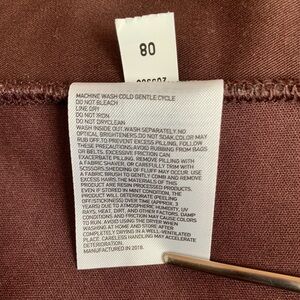 80
MACHINE WASH COLD GENTLE CYCLE
DO NOT BLEACH
LINE DRY
DO NOT IRON
DO NOT DRYCLEAN
WASH INSIDE OUT.WASH SEPARATELY. NO
OPTICAL BRIGHTENERS.DO NOT SOAK.COLOR MAY
RUB OFF.TO PREVENT EXCESS PILLING, FOLLOW
THESE PRECAUTIONS.AVOID RUBBING FROM BAGS
OR BELTS. EXCESSIVE FRICTION CAN
EXACERBATE PILLING. REMOVE PILLING WITH
A FABRIC SHAVER, OR CAREFULLY TRIM WITH
SCISSORS.SHEDDING OF FLUFF MAY OCCUR. USE
A FABRIC BRUSH TO GENTLY COMB AND REMOVE
EXCESS HAIRS.THE MATERIALS OF THIS
PRODUCT ARE RESIN PROCESSED PRODUCTS.
EVEN IF STORED IN MINT CONDITION, THE
FABRIC MAY DETERIORATE (SPEEDY PEELING
OFF/STICKINESS) OVER TIME (APPROX. 3
YEARS) DUE TO ATMOSPHERIC HUMIDITY, UV
RAYS, HEAT, DIRT, AND OTHER FACTORS. DAMP
CONDITIONS AND FRICTION MAY CAUSE COLORS
TO RUN. AVOID USING THE DRYER WHEN
WASHING AT HOME AND STORE AFTER
COMPLETELY DRYING IN A WELL-VENTILATED
PLACE. CARELESS HANDLING MAY ACCELERATE
DETERIORATION.
MANUFACTURED IN 2018.